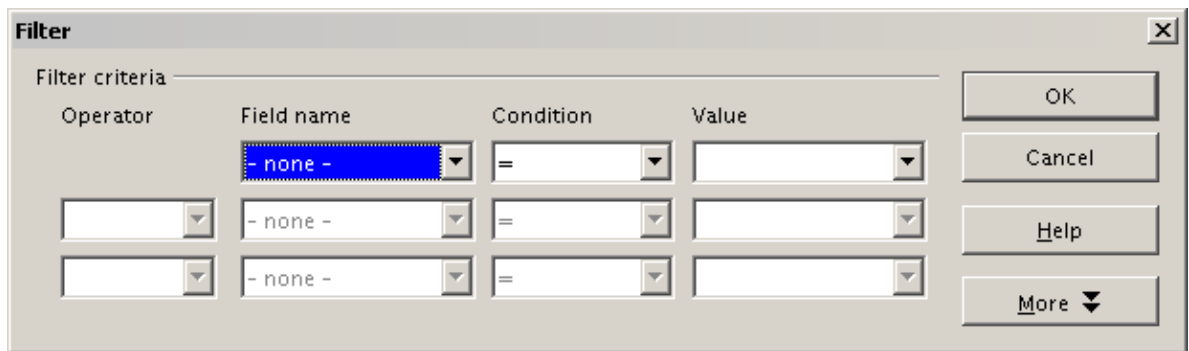 Filter
Filter criteria
Operator Field name Condition Value
- none - =
- none - =
- none - =
OK
Cancel
Help
More